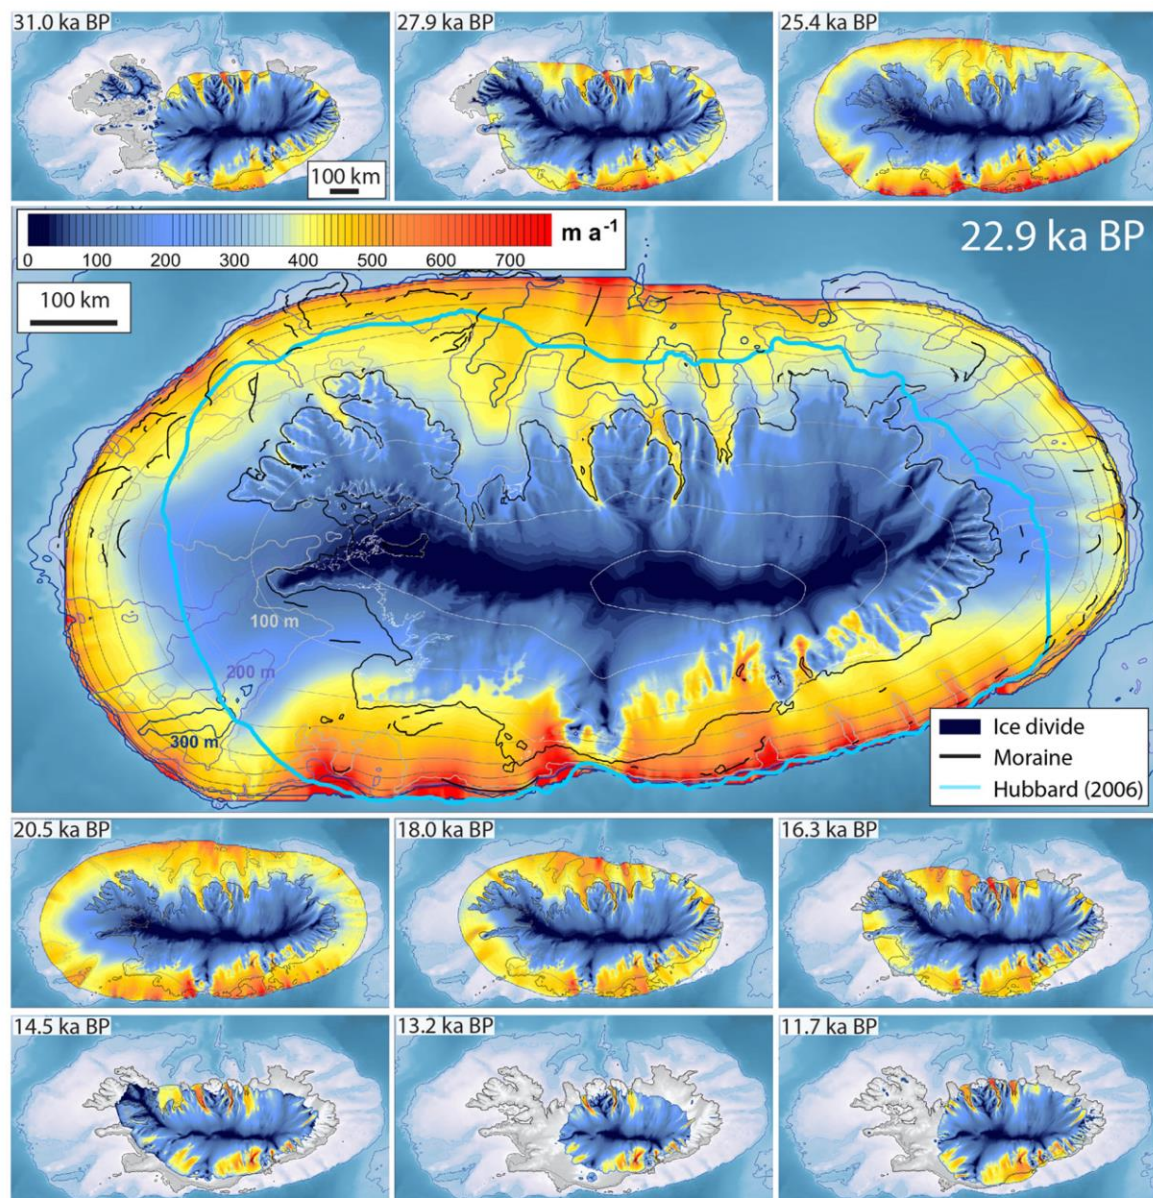 31.0 ka BP
27.9 ka BP
25.4 ka BP
100 km
22.9 ka BP
m a⁻¹
0 100 200 300 400 500 600 700
100 km
100 m
200 m
300 m
Ice divide
Moraine
Hubbard (2006)
20.5 ka BP
18.0 ka BP
16.3 ka BP
14.5 ka BP
13.2 ka BP
11.7 ka BP